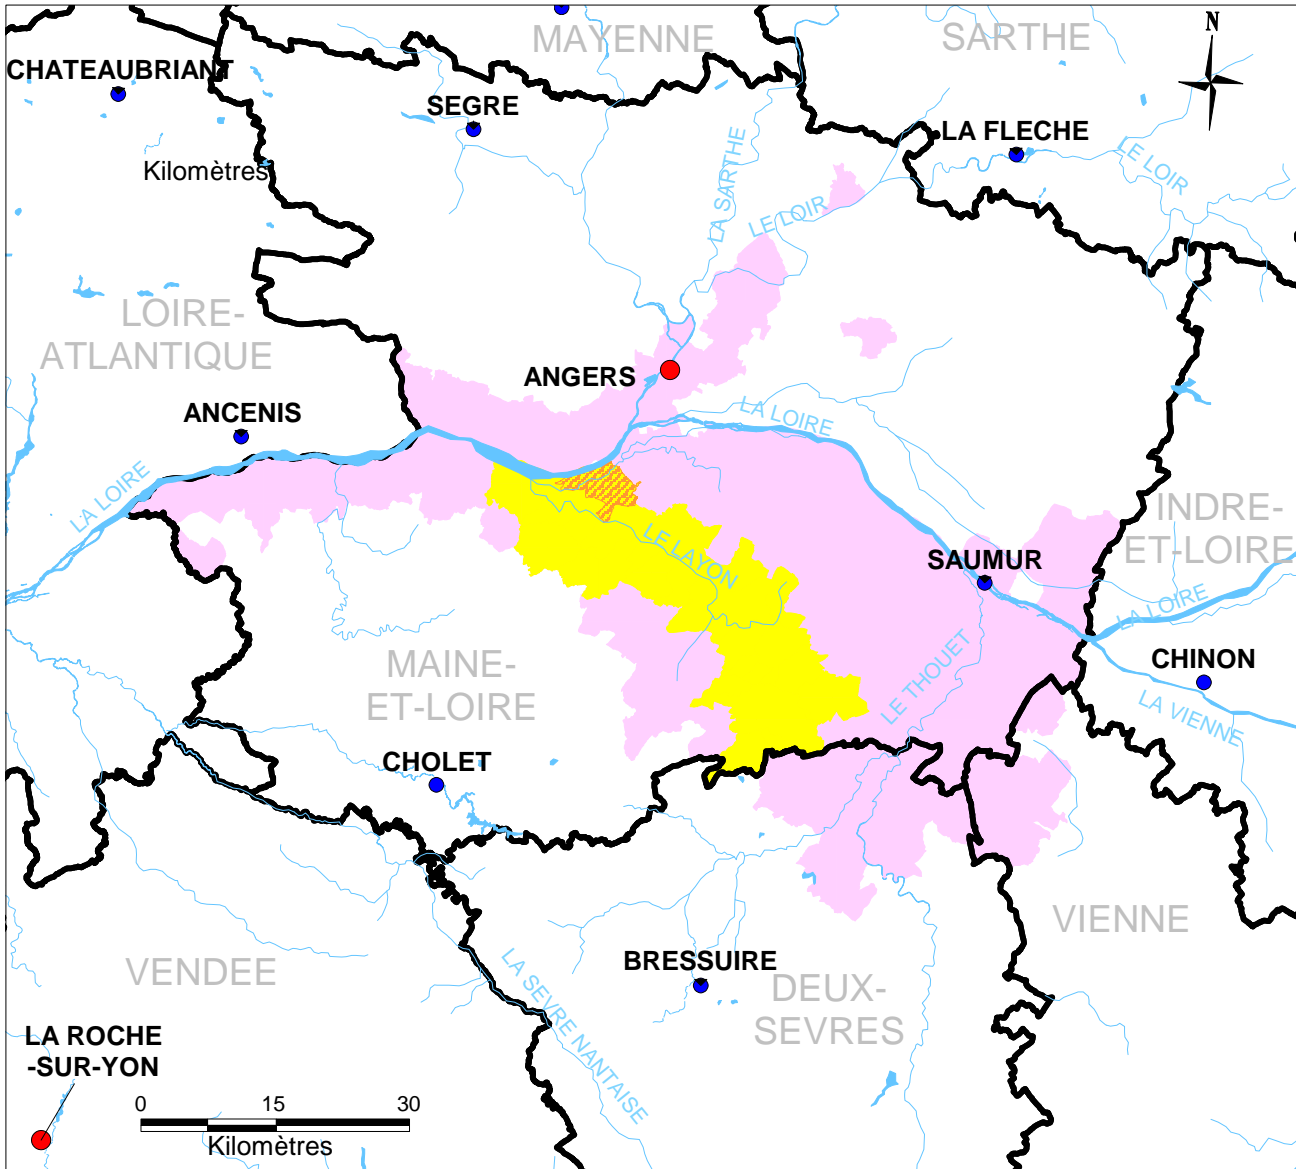 MAYENNE
SARTHE
N
CHATEAUBRIANT
SEGRE
LA FLECHE
Kilomètres
LA SARTHE
LE LOIR
LE LOIR
LOIRE-
ATLANTIQUE
ANGERS
ANCENIS
LA LOIRE
LA LOIRE
INDRE-
ET-LOIRE
LE LAYON
SAUMUR
LA LOIRE
MAINE-
ET-LOIRE
LE THOUET
CHINON
LA VIENNE
CHOLET
VIENNE
VENDEE
BRESSUIRE
DEUX-
SEVRES
LA SEVRE NANTAISE
LA ROCHE
-SUR-YON
0 15 30
Kilomètres